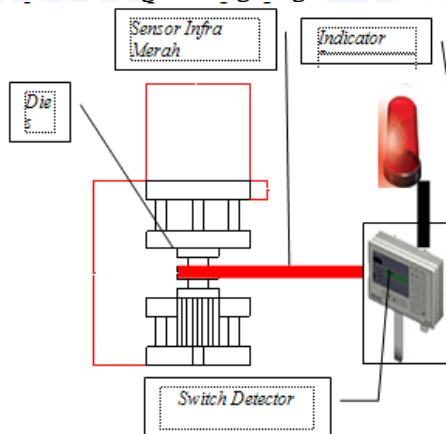 Sensor Infra
Merah
Indicator
Die
s
Switch Detector